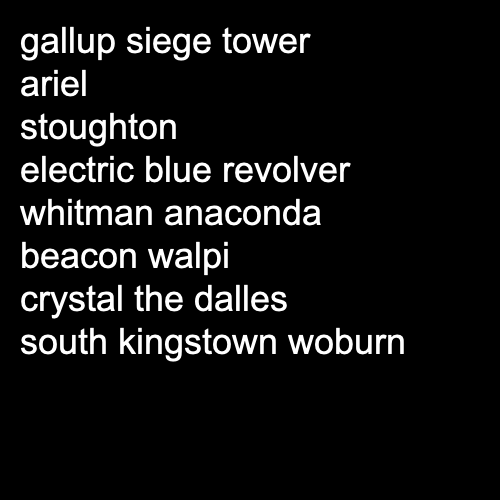 gallup siege tower
ariel
stoughton
electric blue revolver
whitman anaconda
beacon walpi
crystal the dalles
south kingstown woburn